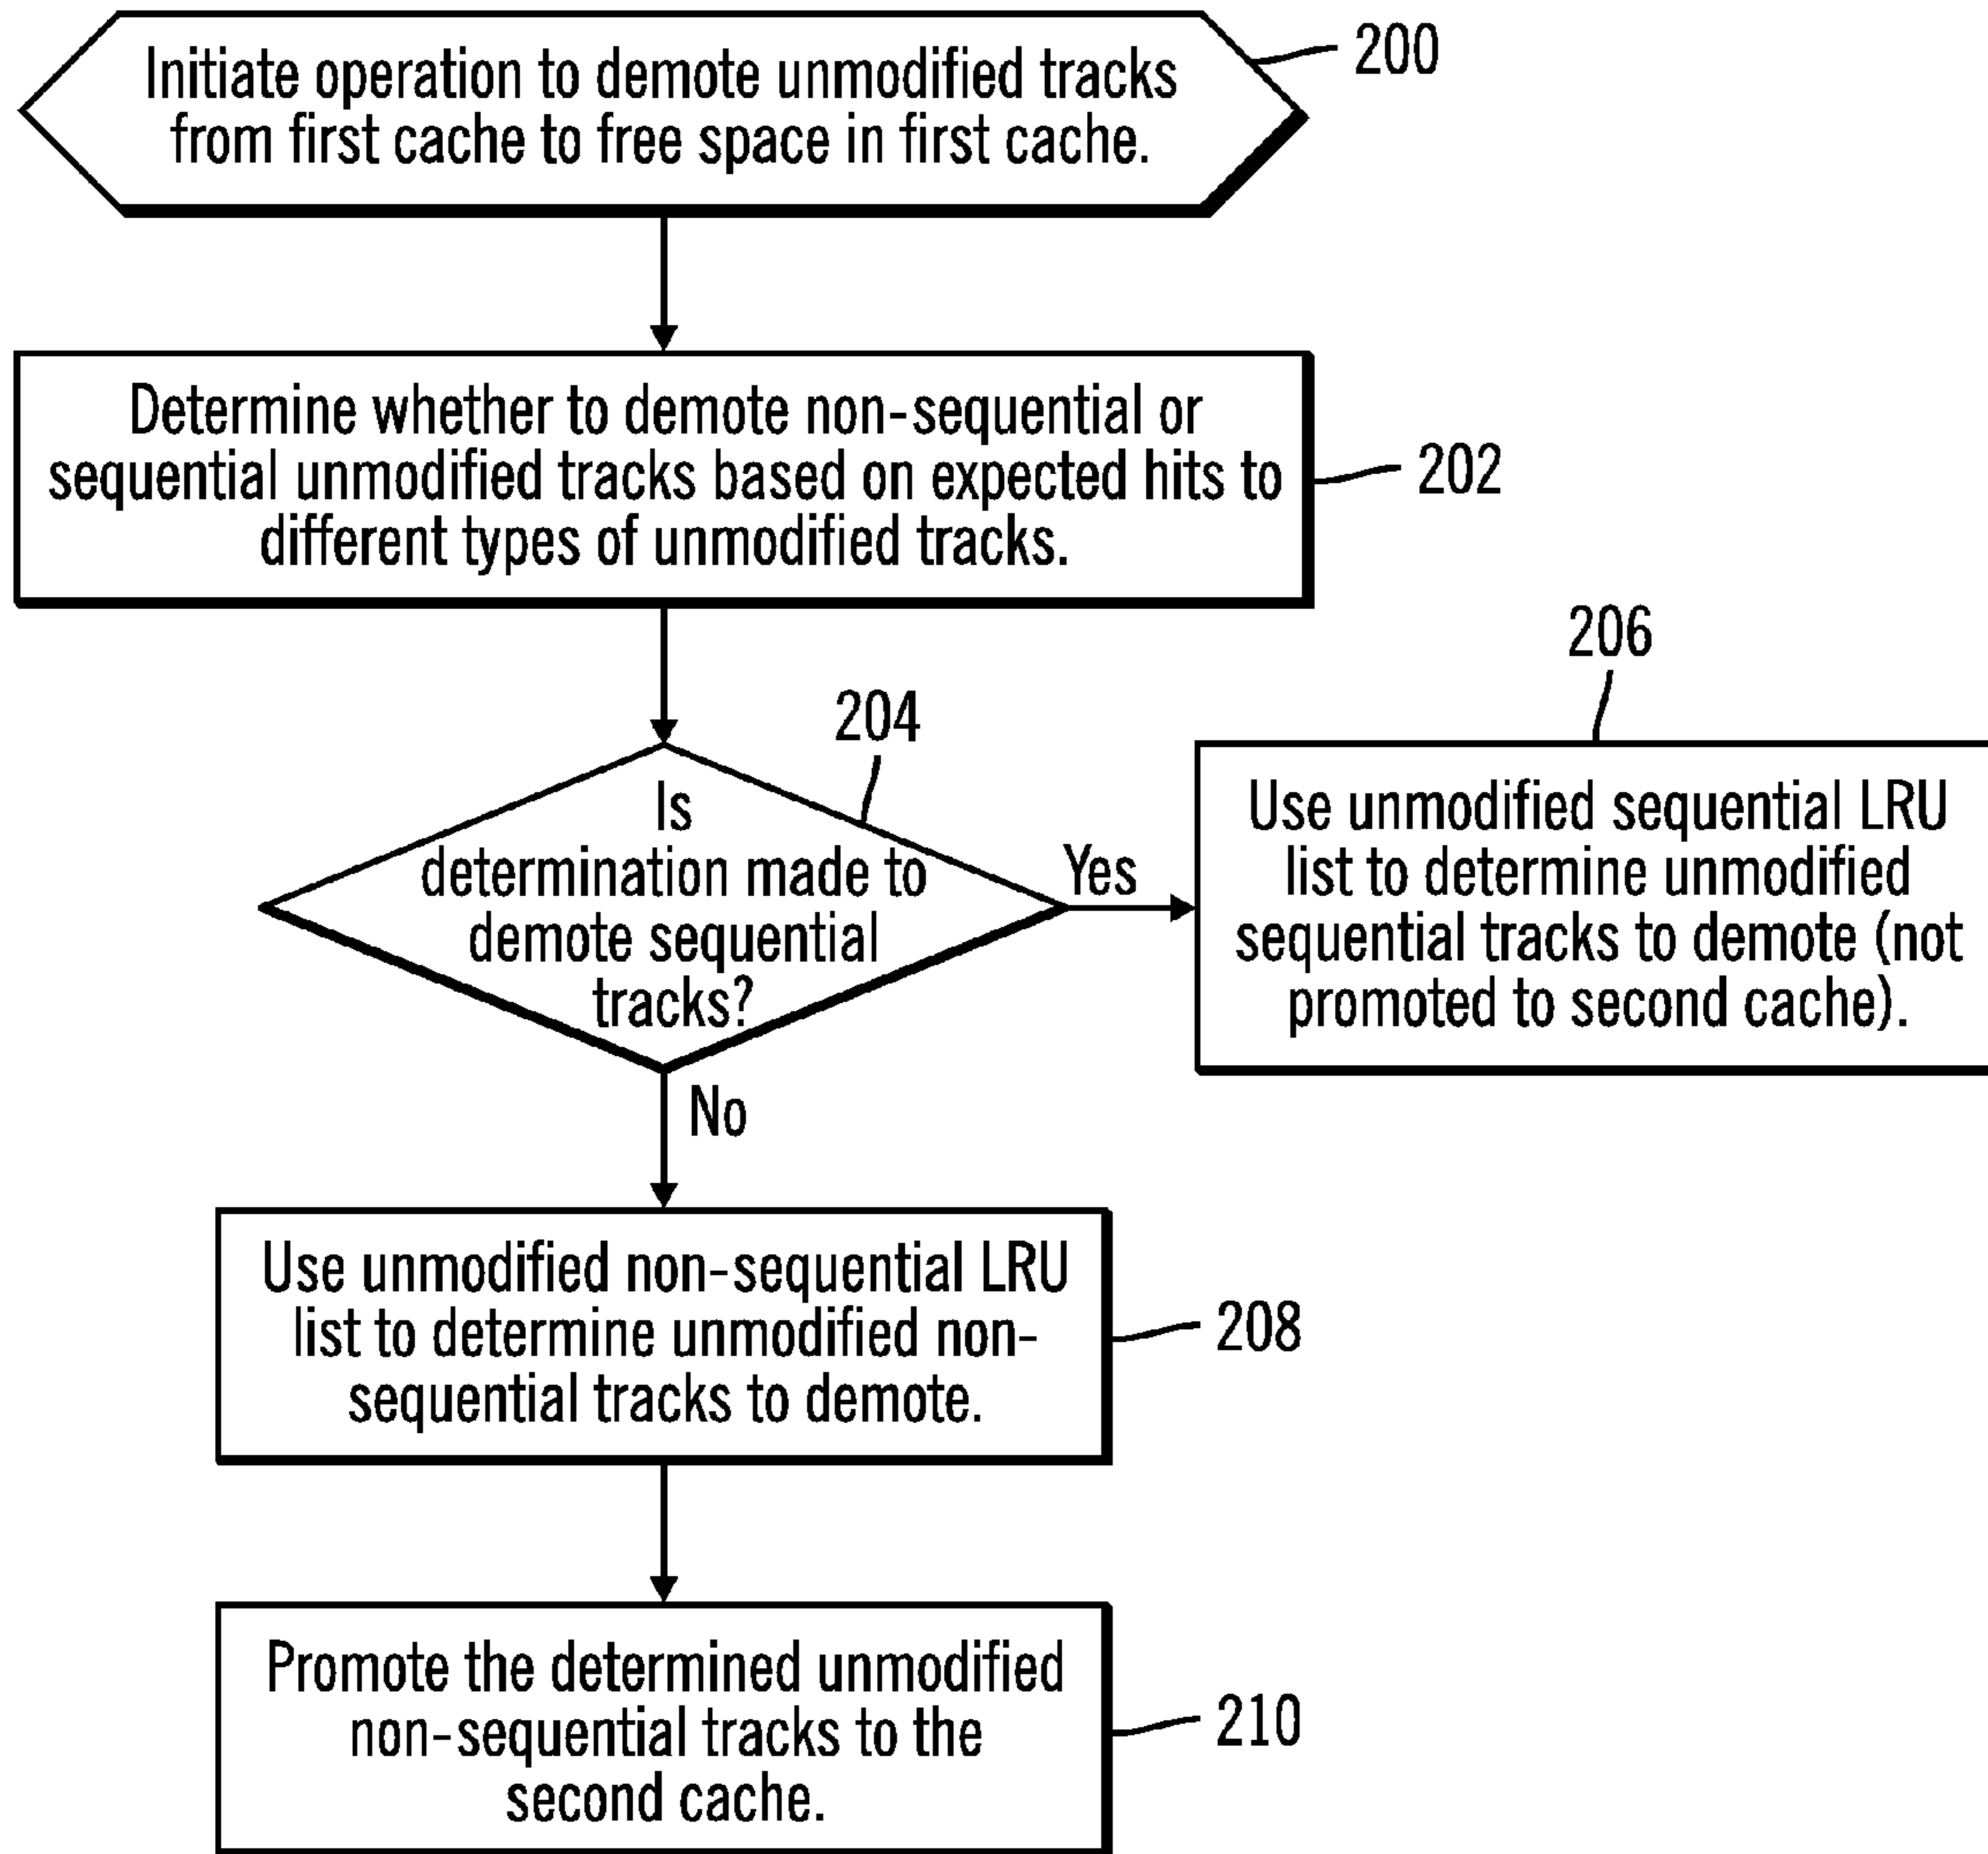 Initiate operation to demote unmodified tracks
from first cache to free space in first cache.
200
Determine whether to demote non-sequential or
sequential unmodified tracks based on expected hits to
different types of unmodified tracks.
202
204
Is
determination made to
demote sequential
tracks?
Yes
206
Use unmodified sequential LRU
list to determine unmodified
sequential tracks to demote (not
promoted to second cache).
No
Use unmodified non-sequential LRU
list to determine unmodified non-
sequential tracks to demote.
208
Promote the determined unmodified
non-sequential tracks to the
second cache.
210